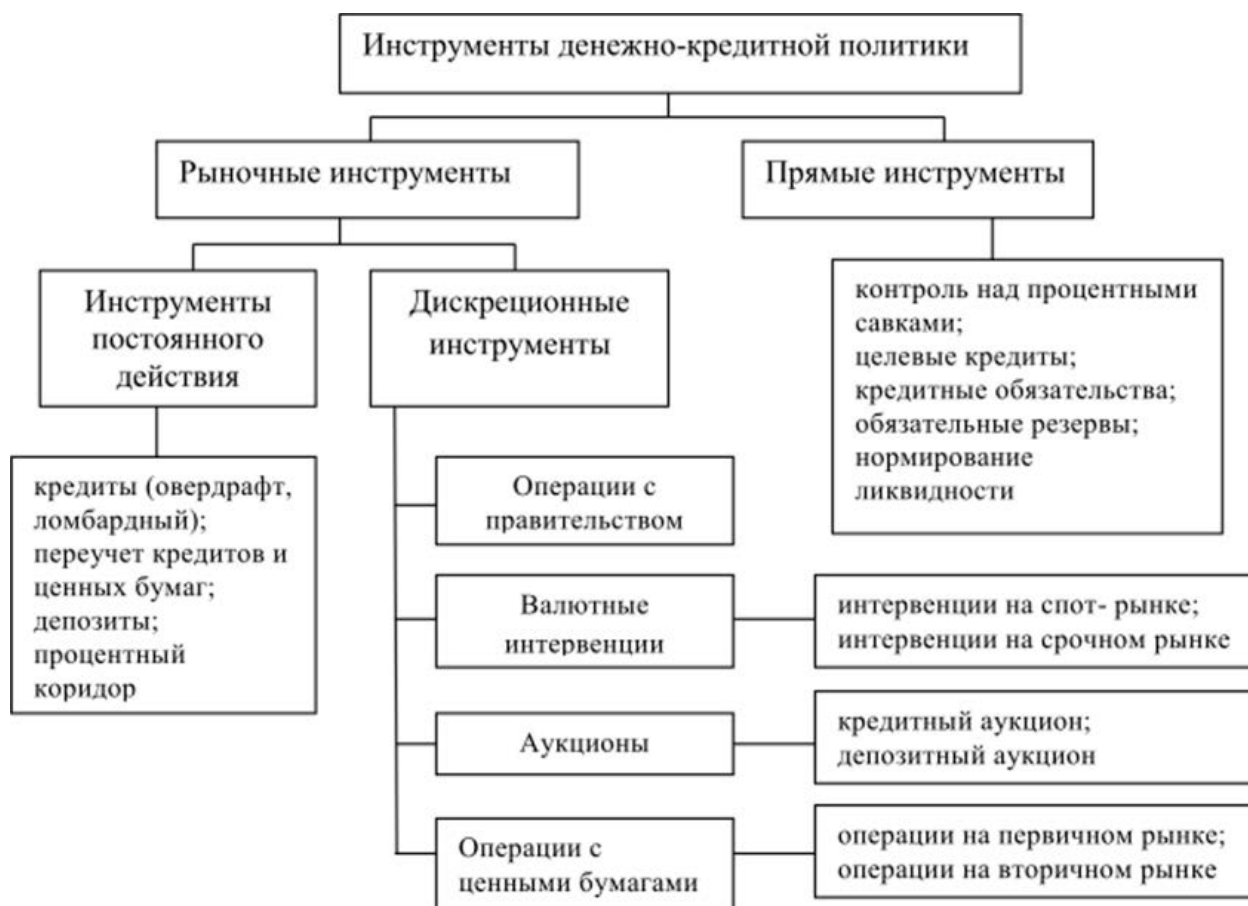 Инструменты денежно-кредитной политики
Рыночные инструменты
Прямые инструменты
Инструменты
постоянного
действия
Дискреционные
инструменты
контроль над процентными
савками;
целевые кредиты;
кредитные обязательства;
обязательные резервы;
нормирование
ликвидности
кредиты (овердрафт,
ломбардный);
переучет кредитов и
ценных бумаг;
депозиты;
процентный
коридор
Операции с
правительством
Валютные
интервенции
интервенции на спот- рынке;
интервенции на срочном рынке
Аукционы
кредитный аукцион;
депозитный аукцион
Операции с
ценными бумагами
операции на первичном рынке;
операции на вторичном рынке